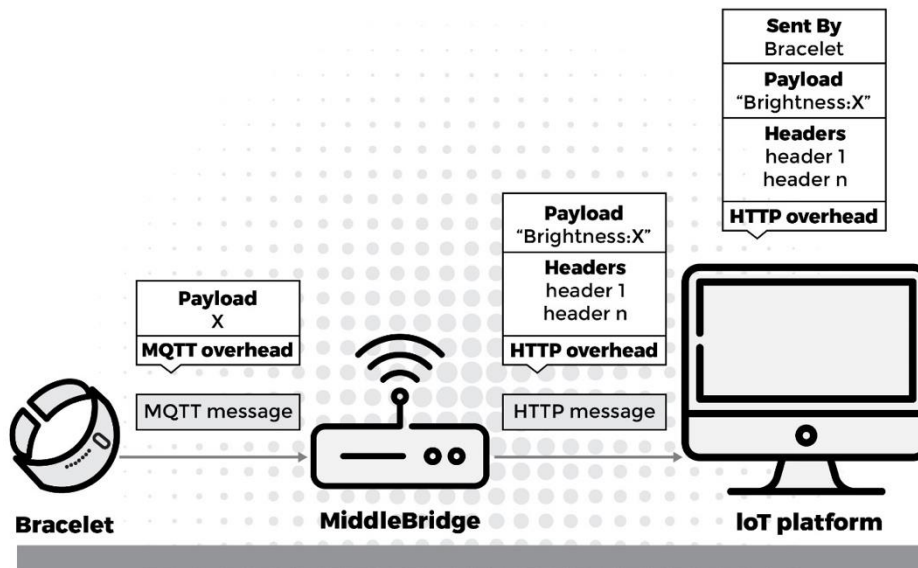 Sent By
Bracelet
Payload
“Brightness:X”
Headers
header 1
header n
HTTP overhead
Payload
“Brightness:X”
Headers
header 1
header n
HTTP overhead
Payload
X
MQTT overhead
MQTT message
HTTP message
Bracelet
MiddleBridge
IoT platform